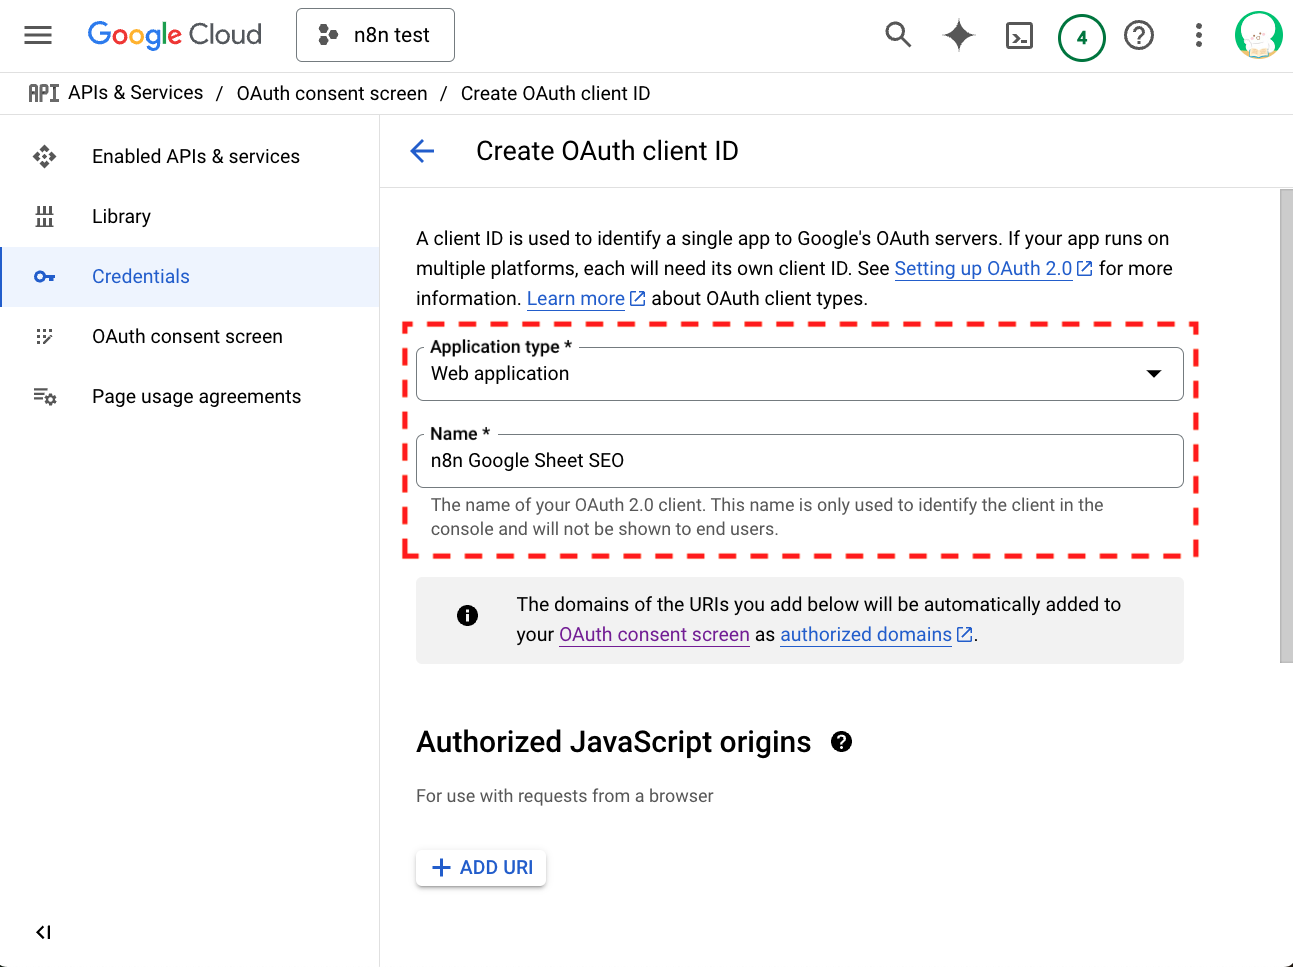 Google Cloud
n8n test
4
API APIs & Services / OAuth consent screen / Create OAuth client ID
Enabled APIs & services
Library
Credentials
OAuth consent screen
Page usage agreements
Create OAuth client ID
A client ID is used to identify a single app to Google's OAuth servers. If your app runs on
multiple platforms, each will need its own client ID. See Setting up OAuth 2.0 for more
information. Learn more about OAuth client types.
Application type *
Web application
Name *
n8n Google Sheet SEO
The name of your OAuth 2.0 client. This name is only used to identify the client in the
console and will not be shown to end users.
The domains of the URIs you add below will be automatically added to
your OAuth consent screen as authorized domains.
Authorized JavaScript origins
For use with requests from a browser
ADD URI